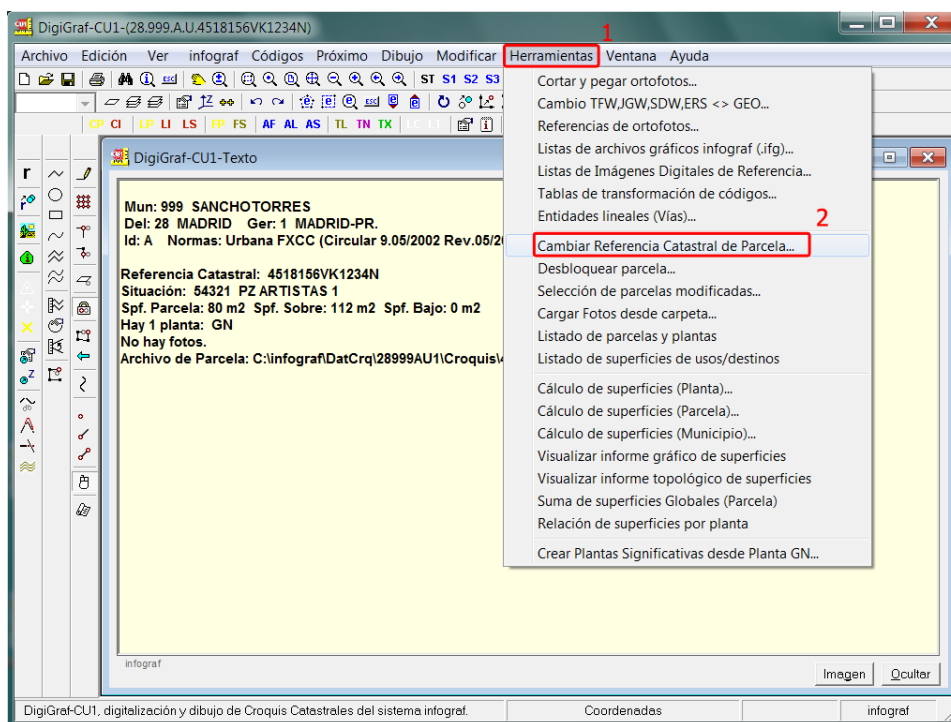 DigiGraf-CU1-(28.999.A.U.4518156VK1234N)
1
Archivo Edición Ver infograf Códigos Próximo Dibujo Modificar Herramientas Ventana Ayuda
ST S1 S2 S3
CP CI LP LI LS FP FS AF AL AS TL TN TX LC LT
DigiGraf-CU1-Texto
Mun: 999 SANCHOTORRES
Del: 28 MADRID Ger: 1 MADRID-PR.
Id: A Normas: Urbana FXCC (Circular 9.05/2002 Rev.05/2
Referencia Catastral: 4518156VK1234N
Situación: 54321 PZ ARTISTAS 1
Spf. Parcela: 80 m2 Spf. Sobre: 112 m2 Spf. Bajo: 0 m2
Hay 1 planta: GN
No hay fotos.
Archivo de Parcela: C:\infograf\DatCrq\28999AU1\Croquis\
Cortar y pegar ortofotos...
Cambio TFW,JGW,SDW,ERS <> GEO...
Referencias de ortofotos...
Listas de archivos gráficos infograf (.ifg)...
Listas de Imágenes Digitales de Referencia...
Tablas de transformación de códigos...
Entidades lineales (Vías)...
2
Cambiar Referencia Catastral de Parcela...
Desbloquear parcela...
Selección de parcelas modificadas...
Cargar Fotos desde carpeta...
Listado de parcelas y plantas
Listado de superficies de usos/destinos
Cálculo de superficies (Planta)...
Cálculo de superficies (Parcela)...
Cálculo de superficies (Municipio)...
Visualizar informe gráfico de superficies
Visualizar informe topológico de superficies
Suma de superficies Globales (Parcela)
Relación de superficies por planta
Crear Plantas Significativas desde Planta GN...
infograf
Imagen Ocultar
DigiGraf-CU1, digitalización y dibujo de Croquis Catastrales del sistema infograf. Coordenadas infograf